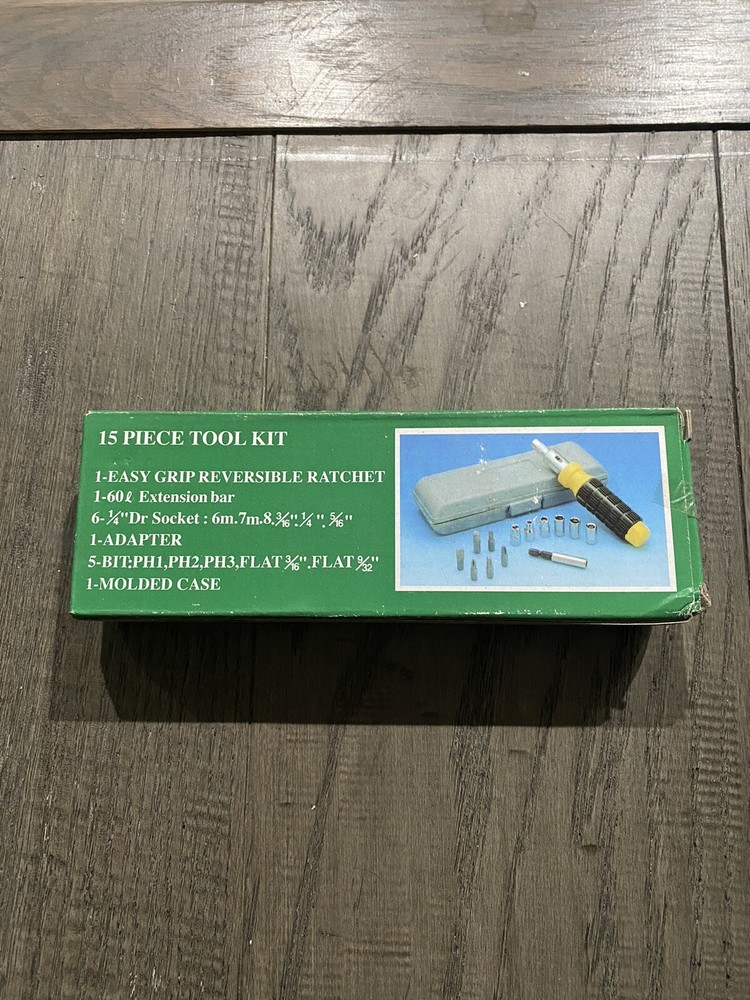 15 PIECE TOOL KIT
1-EASY GRIP REVERSIBLE RATCHET
1-60ℓ Extension bar
6-¼"Dr Socket : 6m.7m.8.3⁄16".¼".5⁄16"
1-ADAPTER
5-BIT;PH1,PH2,PH3,FLAT 3⁄16".FLAT 9⁄32"
1-MOLDED CASE